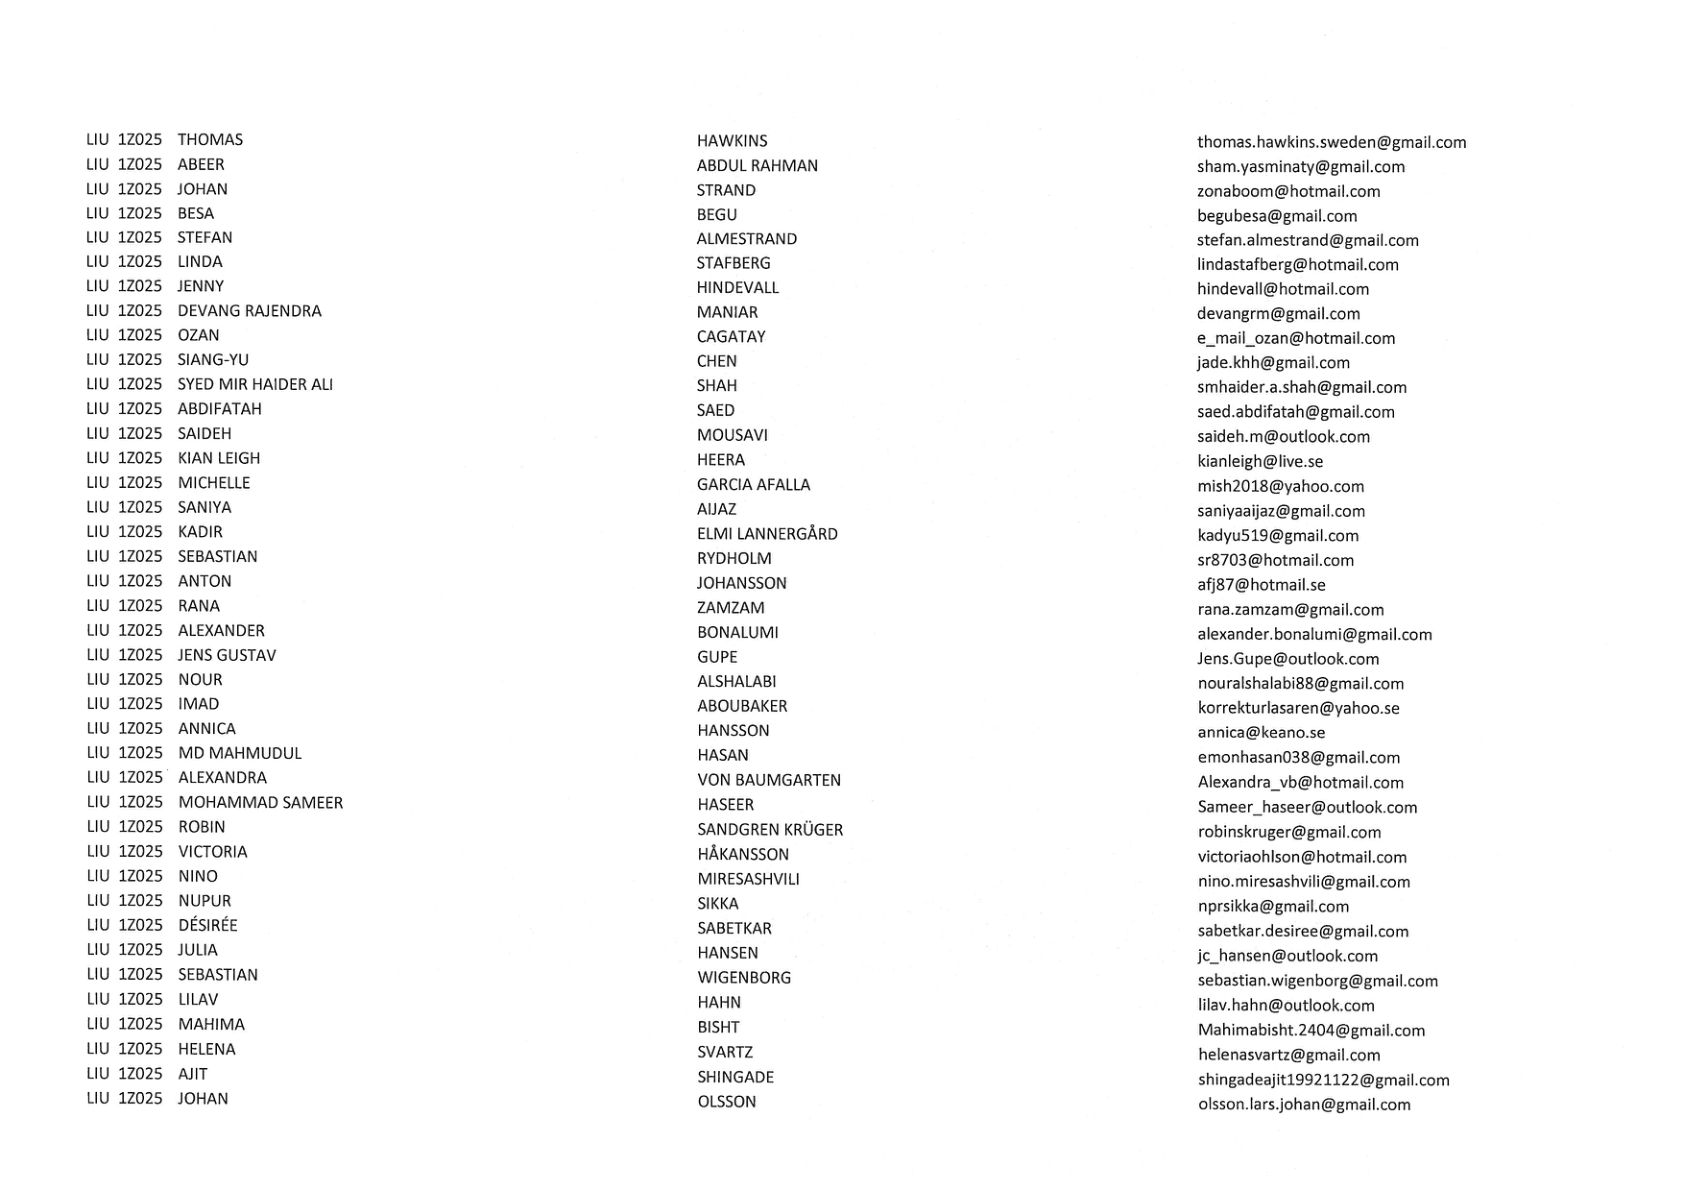 LIU 1Z025 THOMAS HAWKINS thomas.hawkins.sweden@gmail.com
LIU 1Z025 ABEER ABDUL RAHMAN sham.yasminaty@gmail.com
LIU 1Z025 JOHAN STRAND zonaboom@hotmail.com
LIU 1Z025 BESA BEGU begubesa@gmail.com
LIU 1Z025 STEFAN ALMESTRAND stefan.almestrand@gmail.com
LIU 1Z025 LINDA STAFBERG lindastafberg@hotmail.com
LIU 1Z025 JENNY HINDEVALL hindevall@hotmail.com
LIU 1Z025 DEVANG RAJENDRA MANIAR devangrm@gmail.com
LIU 1Z025 OZAN CAGATAY e_mail_ozan@hotmail.com
LIU 1Z025 SIANG-YU CHEN jade.khh@gmail.com
LIU 1Z025 SYED MIR HAIDER ALI SHAH smhaider.a.shah@gmail.com
LIU 1Z025 ABDIFATAH SAED saed.abdifatah@gmail.com
LIU 1Z025 SAIDEH MOUSAVI saideh.m@outlook.com
LIU 1Z025 KIAN LEIGH HEERA kianleigh@live.se
LIU 1Z025 MICHELLE GARCIA AFALLA mish2018@yahoo.com
LIU 1Z025 SANIYA AIJAZ saniyaaijaz@gmail.com
LIU 1Z025 KADIR ELMI LANNERGÅRD kadyu519@gmail.com
LIU 1Z025 SEBASTIAN RYDHOLM sr8703@hotmail.com
LIU 1Z025 ANTON JOHANSSON afj87@hotmail.se
LIU 1Z025 RANA ZAMZAM rana.zamzam@gmail.com
LIU 1Z025 ALEXANDER BONALUMI alexander.bonalumi@gmail.com
LIU 1Z025 JENS GUSTAV GUPE Jens.Gupe@outlook.com
LIU 1Z025 NOUR ALSHALABI nouralshalabi88@gmail.com
LIU 1Z025 IMAD ABOUBAKER korrekturlasaren@yahoo.se
LIU 1Z025 ANNICA HANSSON annica@keano.se
LIU 1Z025 MD MAHMUDUL HASAN emonhasan038@gmail.com
LIU 1Z025 ALEXANDRA VON BAUMGARTEN Alexandra_vb@hotmail.com
LIU 1Z025 MOHAMMAD SAMEER HASEER Sameer_haseer@outlook.com
LIU 1Z025 ROBIN SANDGREN KRÜGER robinskruger@gmail.com
LIU 1Z025 VICTORIA HÅKANSSON victoriaohlson@hotmail.com
LIU 1Z025 NINO MIRESASHVILI nino.miresashvili@gmail.com
LIU 1Z025 NUPUR SIKKA nprsikka@gmail.com
LIU 1Z025 DÉSIRÉE SABETKAR sabetkar.desiree@gmail.com
LIU 1Z025 JULIA HANSEN jc_hansen@outlook.com
LIU 1Z025 SEBASTIAN WIGENBORG sebastian.wigenborg@gmail.com
LIU 1Z025 LILAV HAHN lilav.hahn@outlook.com
LIU 1Z025 MAHIMA BISHT Mahimabisht.2404@gmail.com
LIU 1Z025 HELENA SVARTZ helenasvartz@gmail.com
LIU 1Z025 AJIT SHINGADE shingadeajit19921122@gmail.com
LIU 1Z025 JOHAN OLSSON olsson.lars.johan@gmail.com